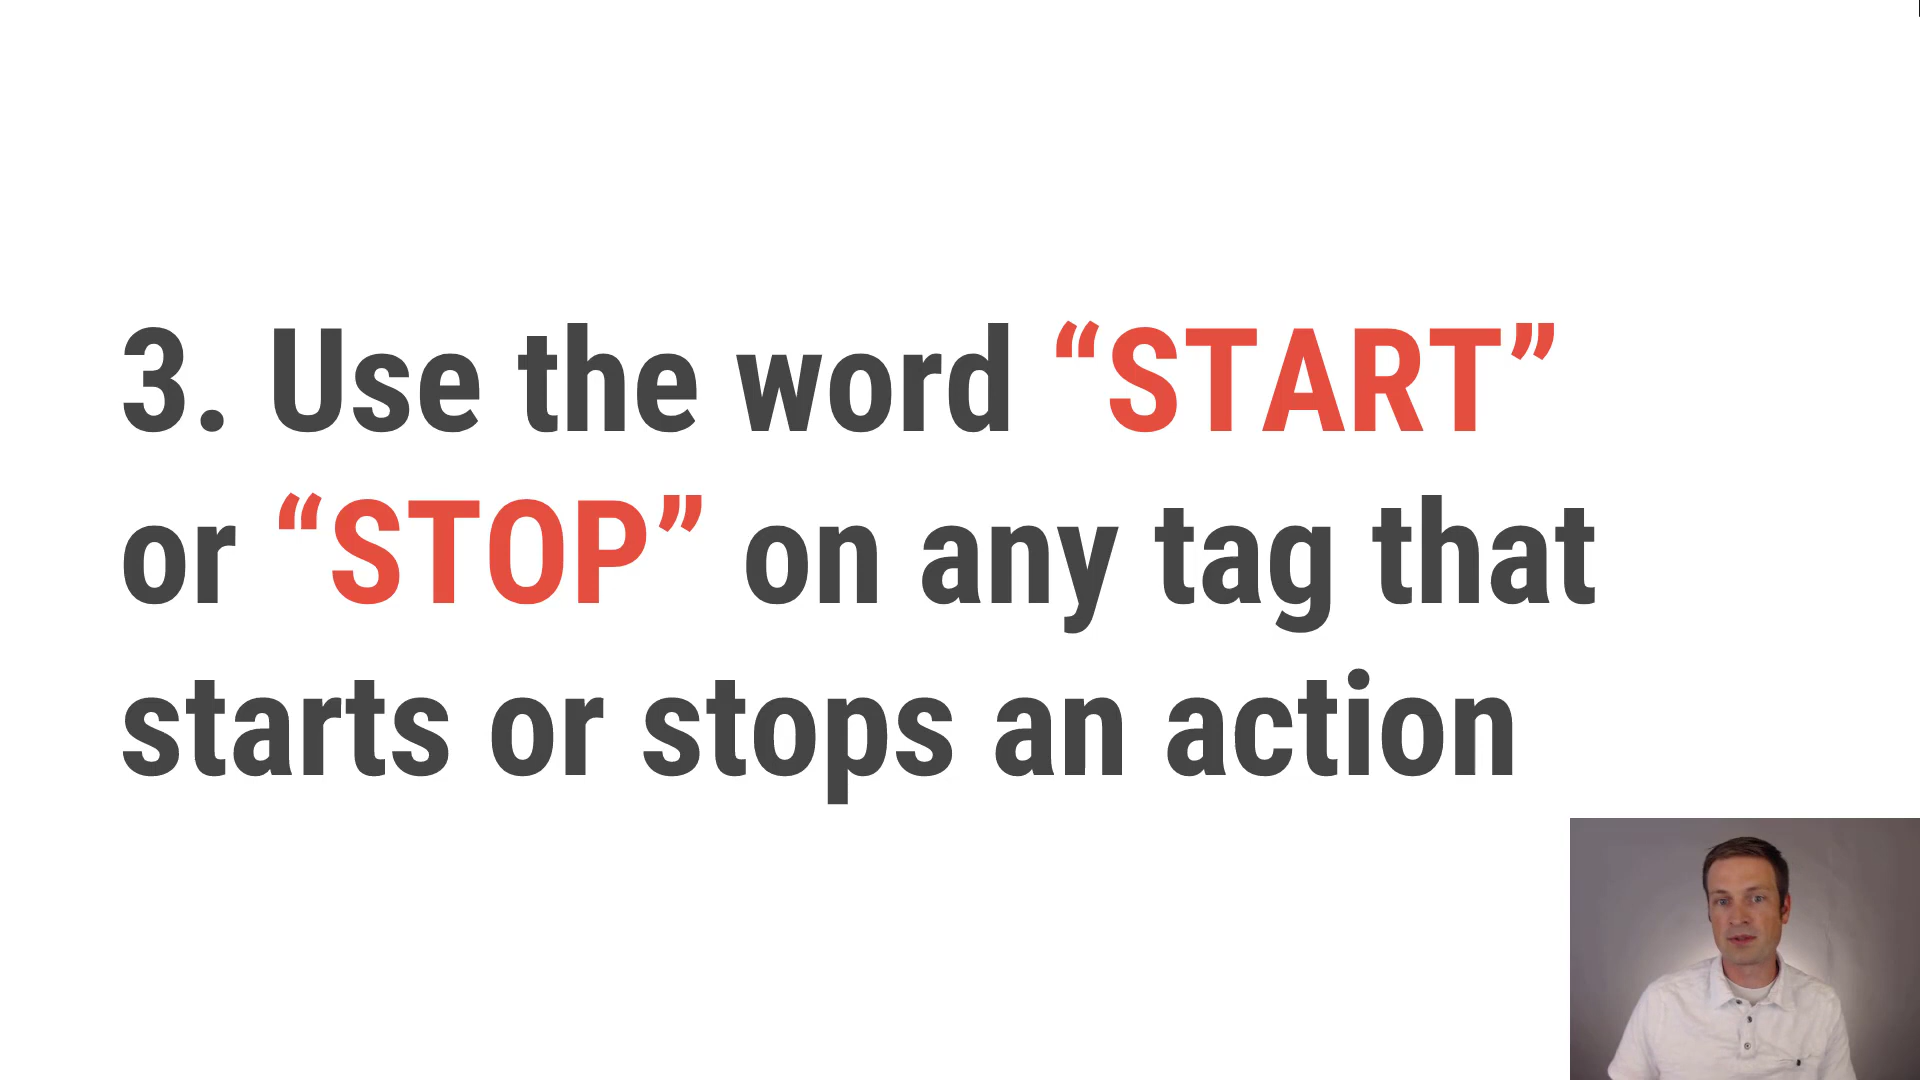 3. Use the word “START”
or “STOP” on any tag that
starts or stops an action